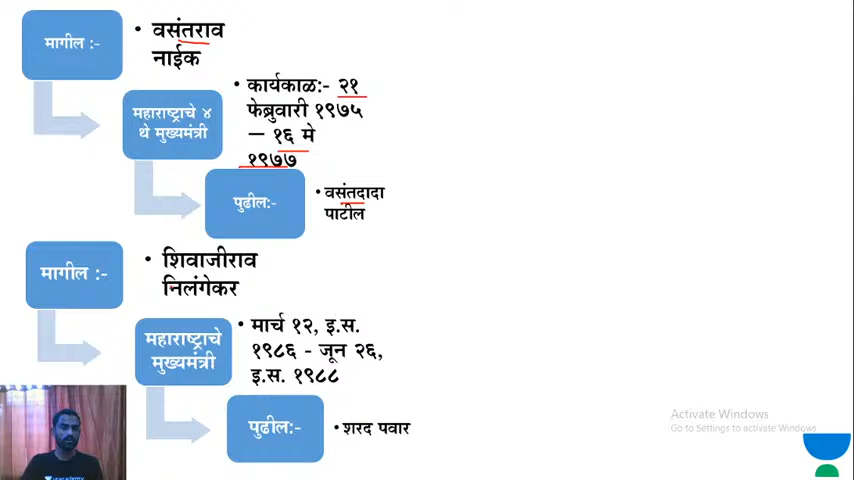 मागील :-
• वसंतराव
नाईक
महाराष्ट्राचे ४
थे मुख्यमंत्री
• कार्यकाळ:- २१
फेब्रुवारी १९७५
– १६ मे
१९७७
पुढील:-
• वसंतदादा
पाटील
मागील :-
• शिवाजीराव
निलंगेकर
महाराष्ट्राचे
मुख्यमंत्री
• मार्च १२, इ.स.
१९८६ - जून २६,
इ.स. १९८८
पुढील:-
• शरद पवार
unacademy
Activate Windows
Go to Settings to activate Windows